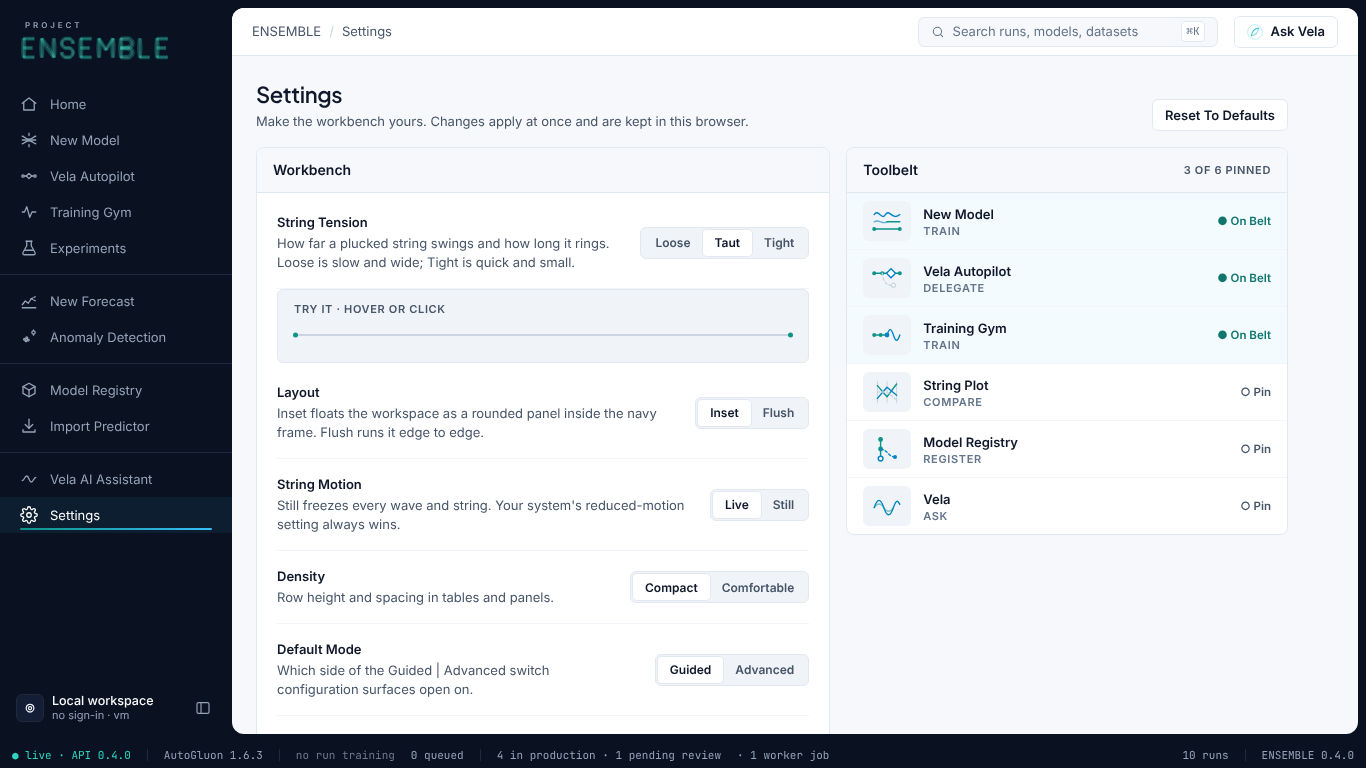 PROJECT
ENSEMBLE
Home
New Model
Vela Autopilot
Training Gym
Experiments
New Forecast
Anomaly Detection
Model Registry
Import Predictor
Vela AI Assistant
Settings
Local workspace
no sign-in · vm
ENSEMBLE / Settings
Search runs, models, datasets
⌘K
Ask Vela
Settings
Make the workbench yours. Changes apply at once and are kept in this browser.
Reset To Defaults
Workbench
String Tension
How far a plucked string swings and how long it rings.
Loose is slow and wide; Tight is quick and small.
Loose Taut Tight
TRY IT · HOVER OR CLICK
Layout
Inset floats the workspace as a rounded panel inside the navy
frame. Flush runs it edge to edge.
Inset Flush
String Motion
Still freezes every wave and string. Your system's reduced-motion
setting always wins.
Live Still
Density
Row height and spacing in tables and panels.
Compact Comfortable
Default Mode
Which side of the Guided | Advanced switch
configuration surfaces open on.
Guided Advanced
Toolbelt
3 OF 6 PINNED
New Model
TRAIN
On Belt
Vela Autopilot
DELEGATE
On Belt
Training Gym
TRAIN
On Belt
String Plot
COMPARE
Pin
Model Registry
REGISTER
Pin
Vela
ASK
Pin
live · API 0.4.0
AutoGluon 1.6.3
no run training 0 queued
4 in production · 1 pending review · 1 worker job
10 runs
ENSEMBLE 0.4.0